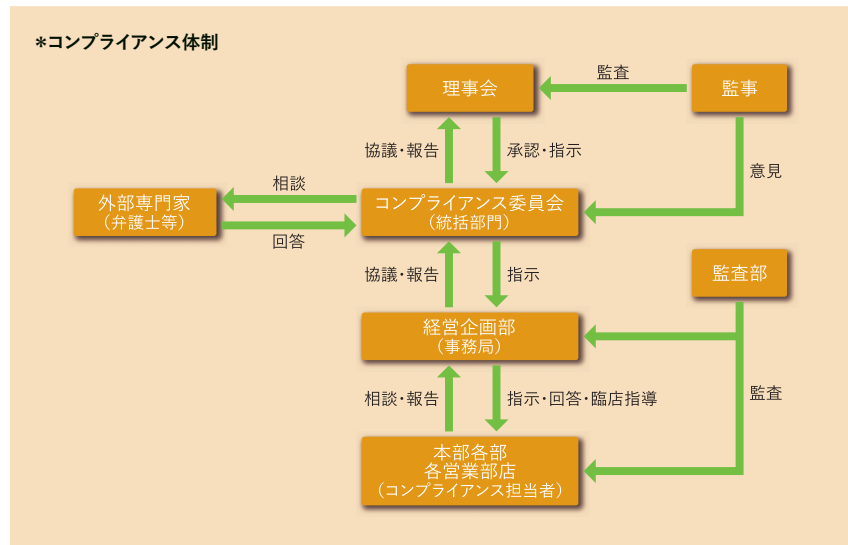 *コンプライアンス体制
理事会
監査
監事
協議・報告
承認・指示
意見
相談
外部専門家
（弁護士等）
コンプライアンス委員会
（統括部門）
回答
協議・報告
指示
監査部
経営企画部
（事務局）
相談・報告
指示・回答・臨店指導
監査
本部各部
各営業部店
（コンプライアンス担当者）